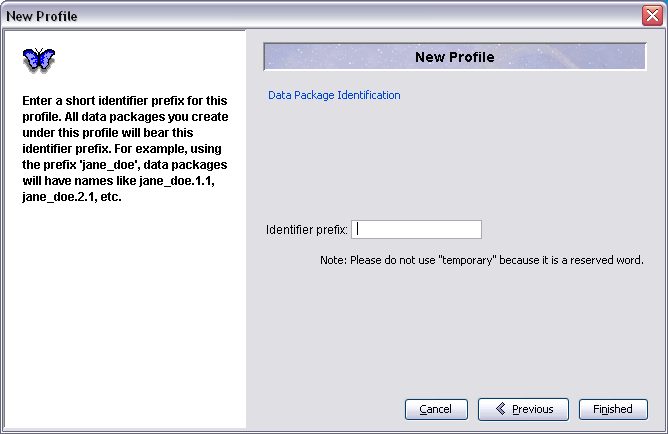 New Profile
Enter a short identifier prefix for this
profile. All data packages you create
under this profile will bear this
identifier prefix. For example, using
the prefix 'jane_doe', data packages
will have names like jane_doe.1.1,
jane_doe.2.1, etc.
New Profile
Data Package Identification
Identifier prefix:
Note: Please do not use "temporary" because it is a reserved word.
Cancel
Previous
Finished